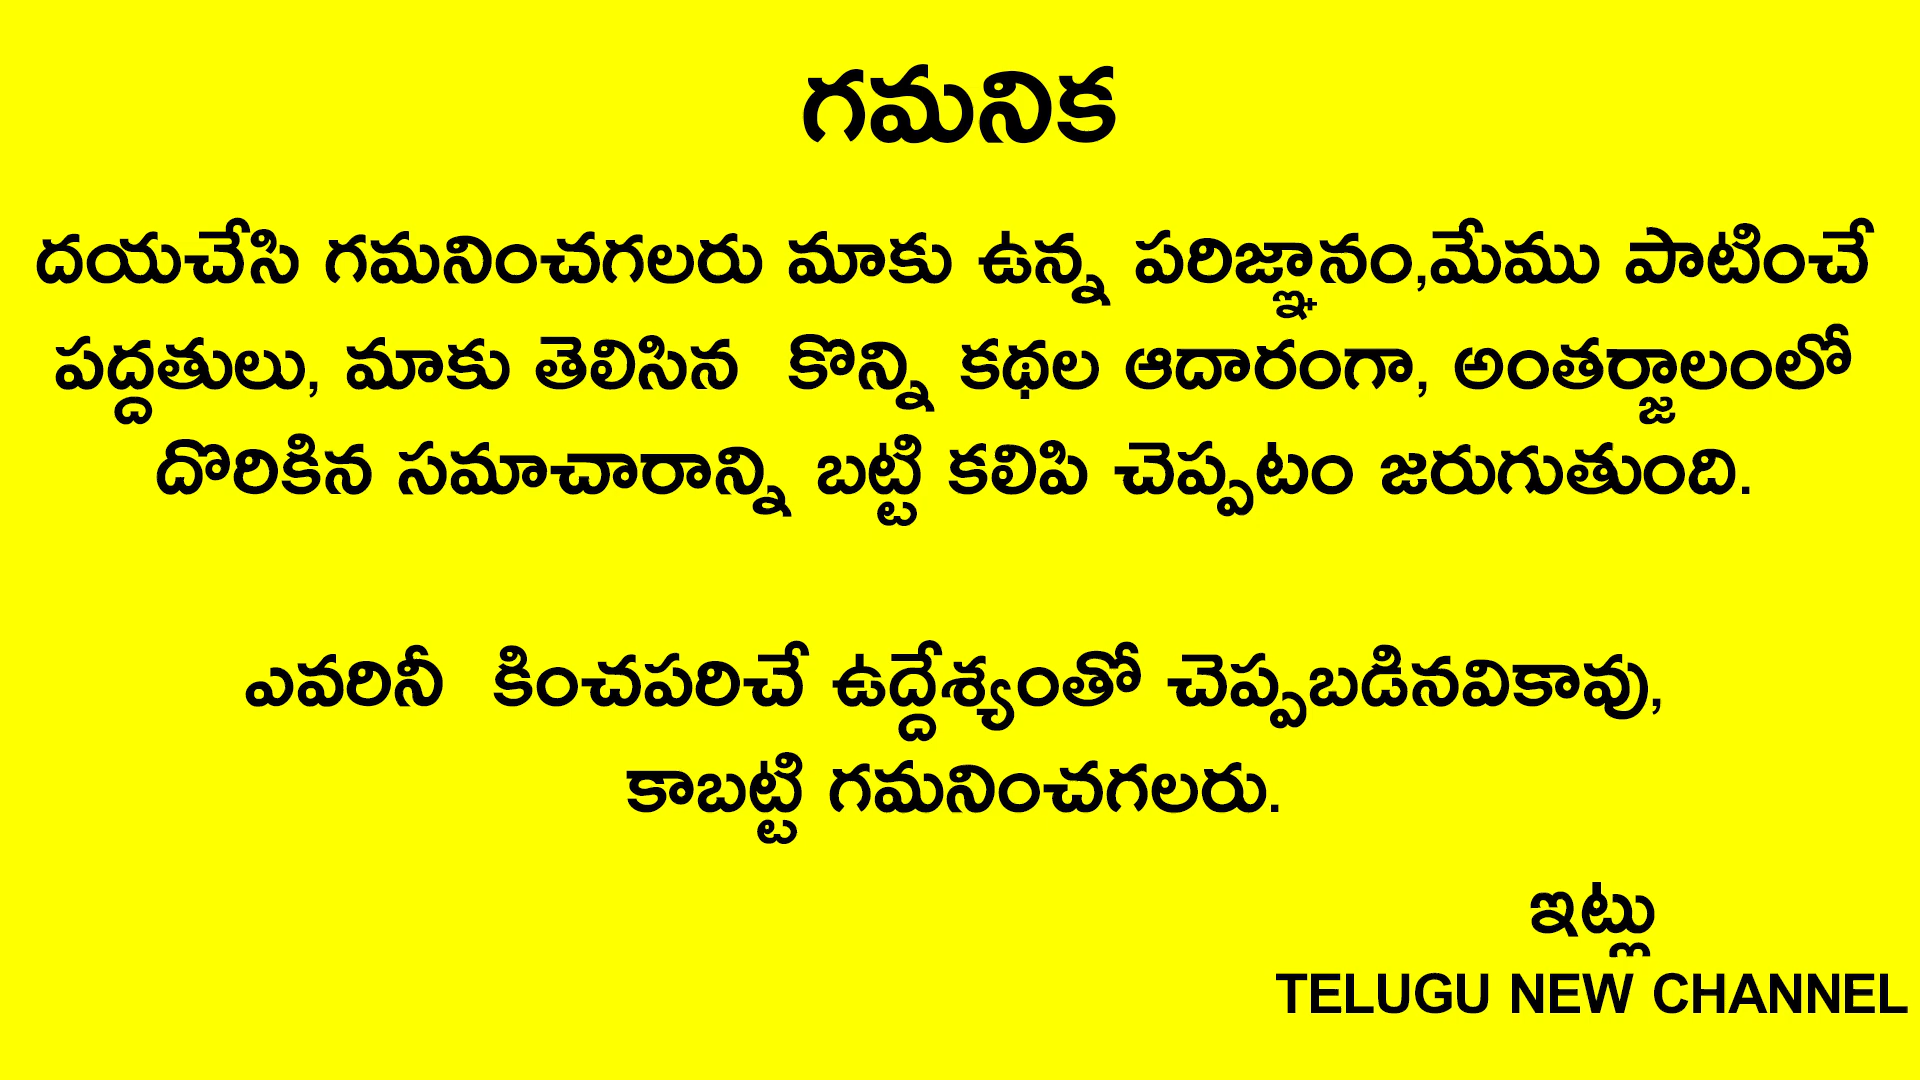 గమనిక
దయచేసి గమనించగలరు మాకు ఉన్న పరిజ్ఞానం,మేము పాటించే
పద్దతులు, మాకు తెలిసిన కొన్ని కథల ఆదారంగా, అంతర్జాలంలో
దొరికిన సమాచారాన్ని బట్టి కలిపి చెప్పటం జరుగుతుంది.
ఎవరినీ కించపరిచే ఉద్దేశ్యంతో చెప్పబడినవికావు,
కాబట్టి గమనించగలరు.
ఇట్లు
TELUGU NEW CHANNEL